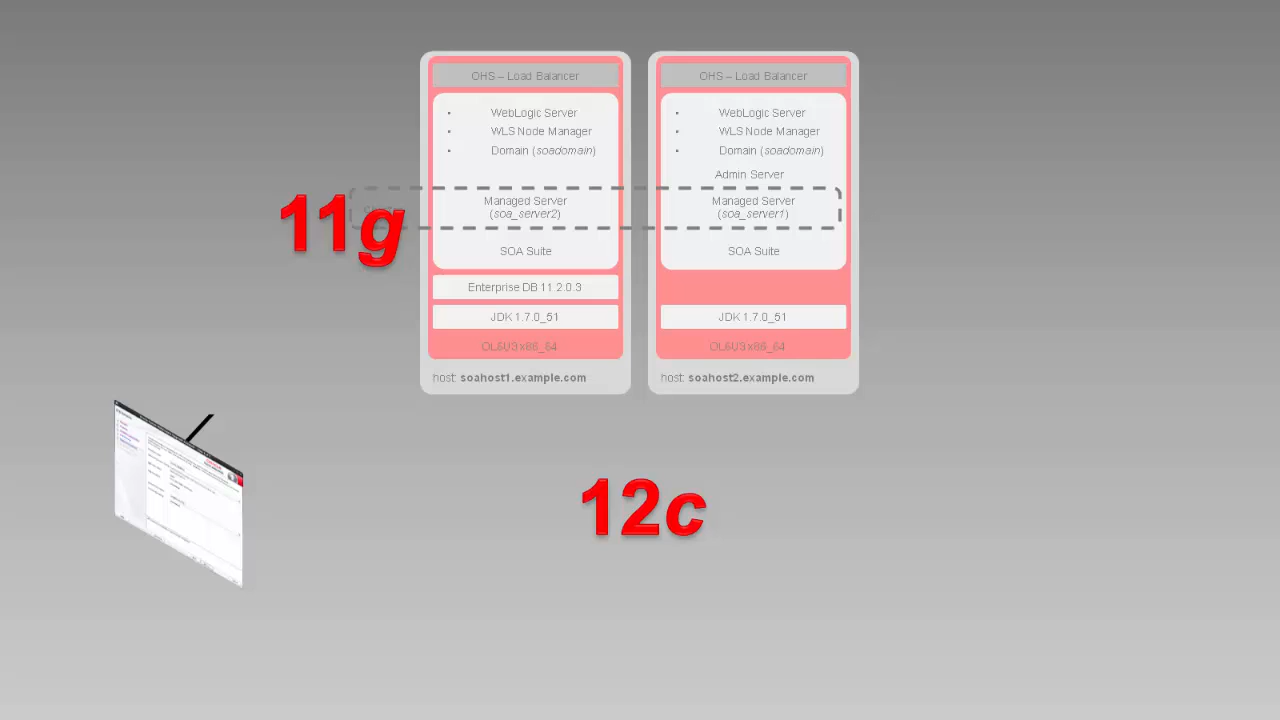 OHS – Load Balancer
▪ WebLogic Server
▪ WLS Node Manager
▪ Domain (soadomain)
Managed Server
(soa_server2)
SOA Suite
Enterprise DB 11.2.0.3
JDK 1.7.0_51
OL6U3 x86_64
host: soahost1.example.com
OHS – Load Balancer
▪ WebLogic Server
▪ WLS Node Manager
▪ Domain (soadomain)
Admin Server
Managed Server
(soa_server1)
SOA Suite
JDK 1.7.0_51
OL6U3 x86_64
host: soahost2.example.com
11g
12c